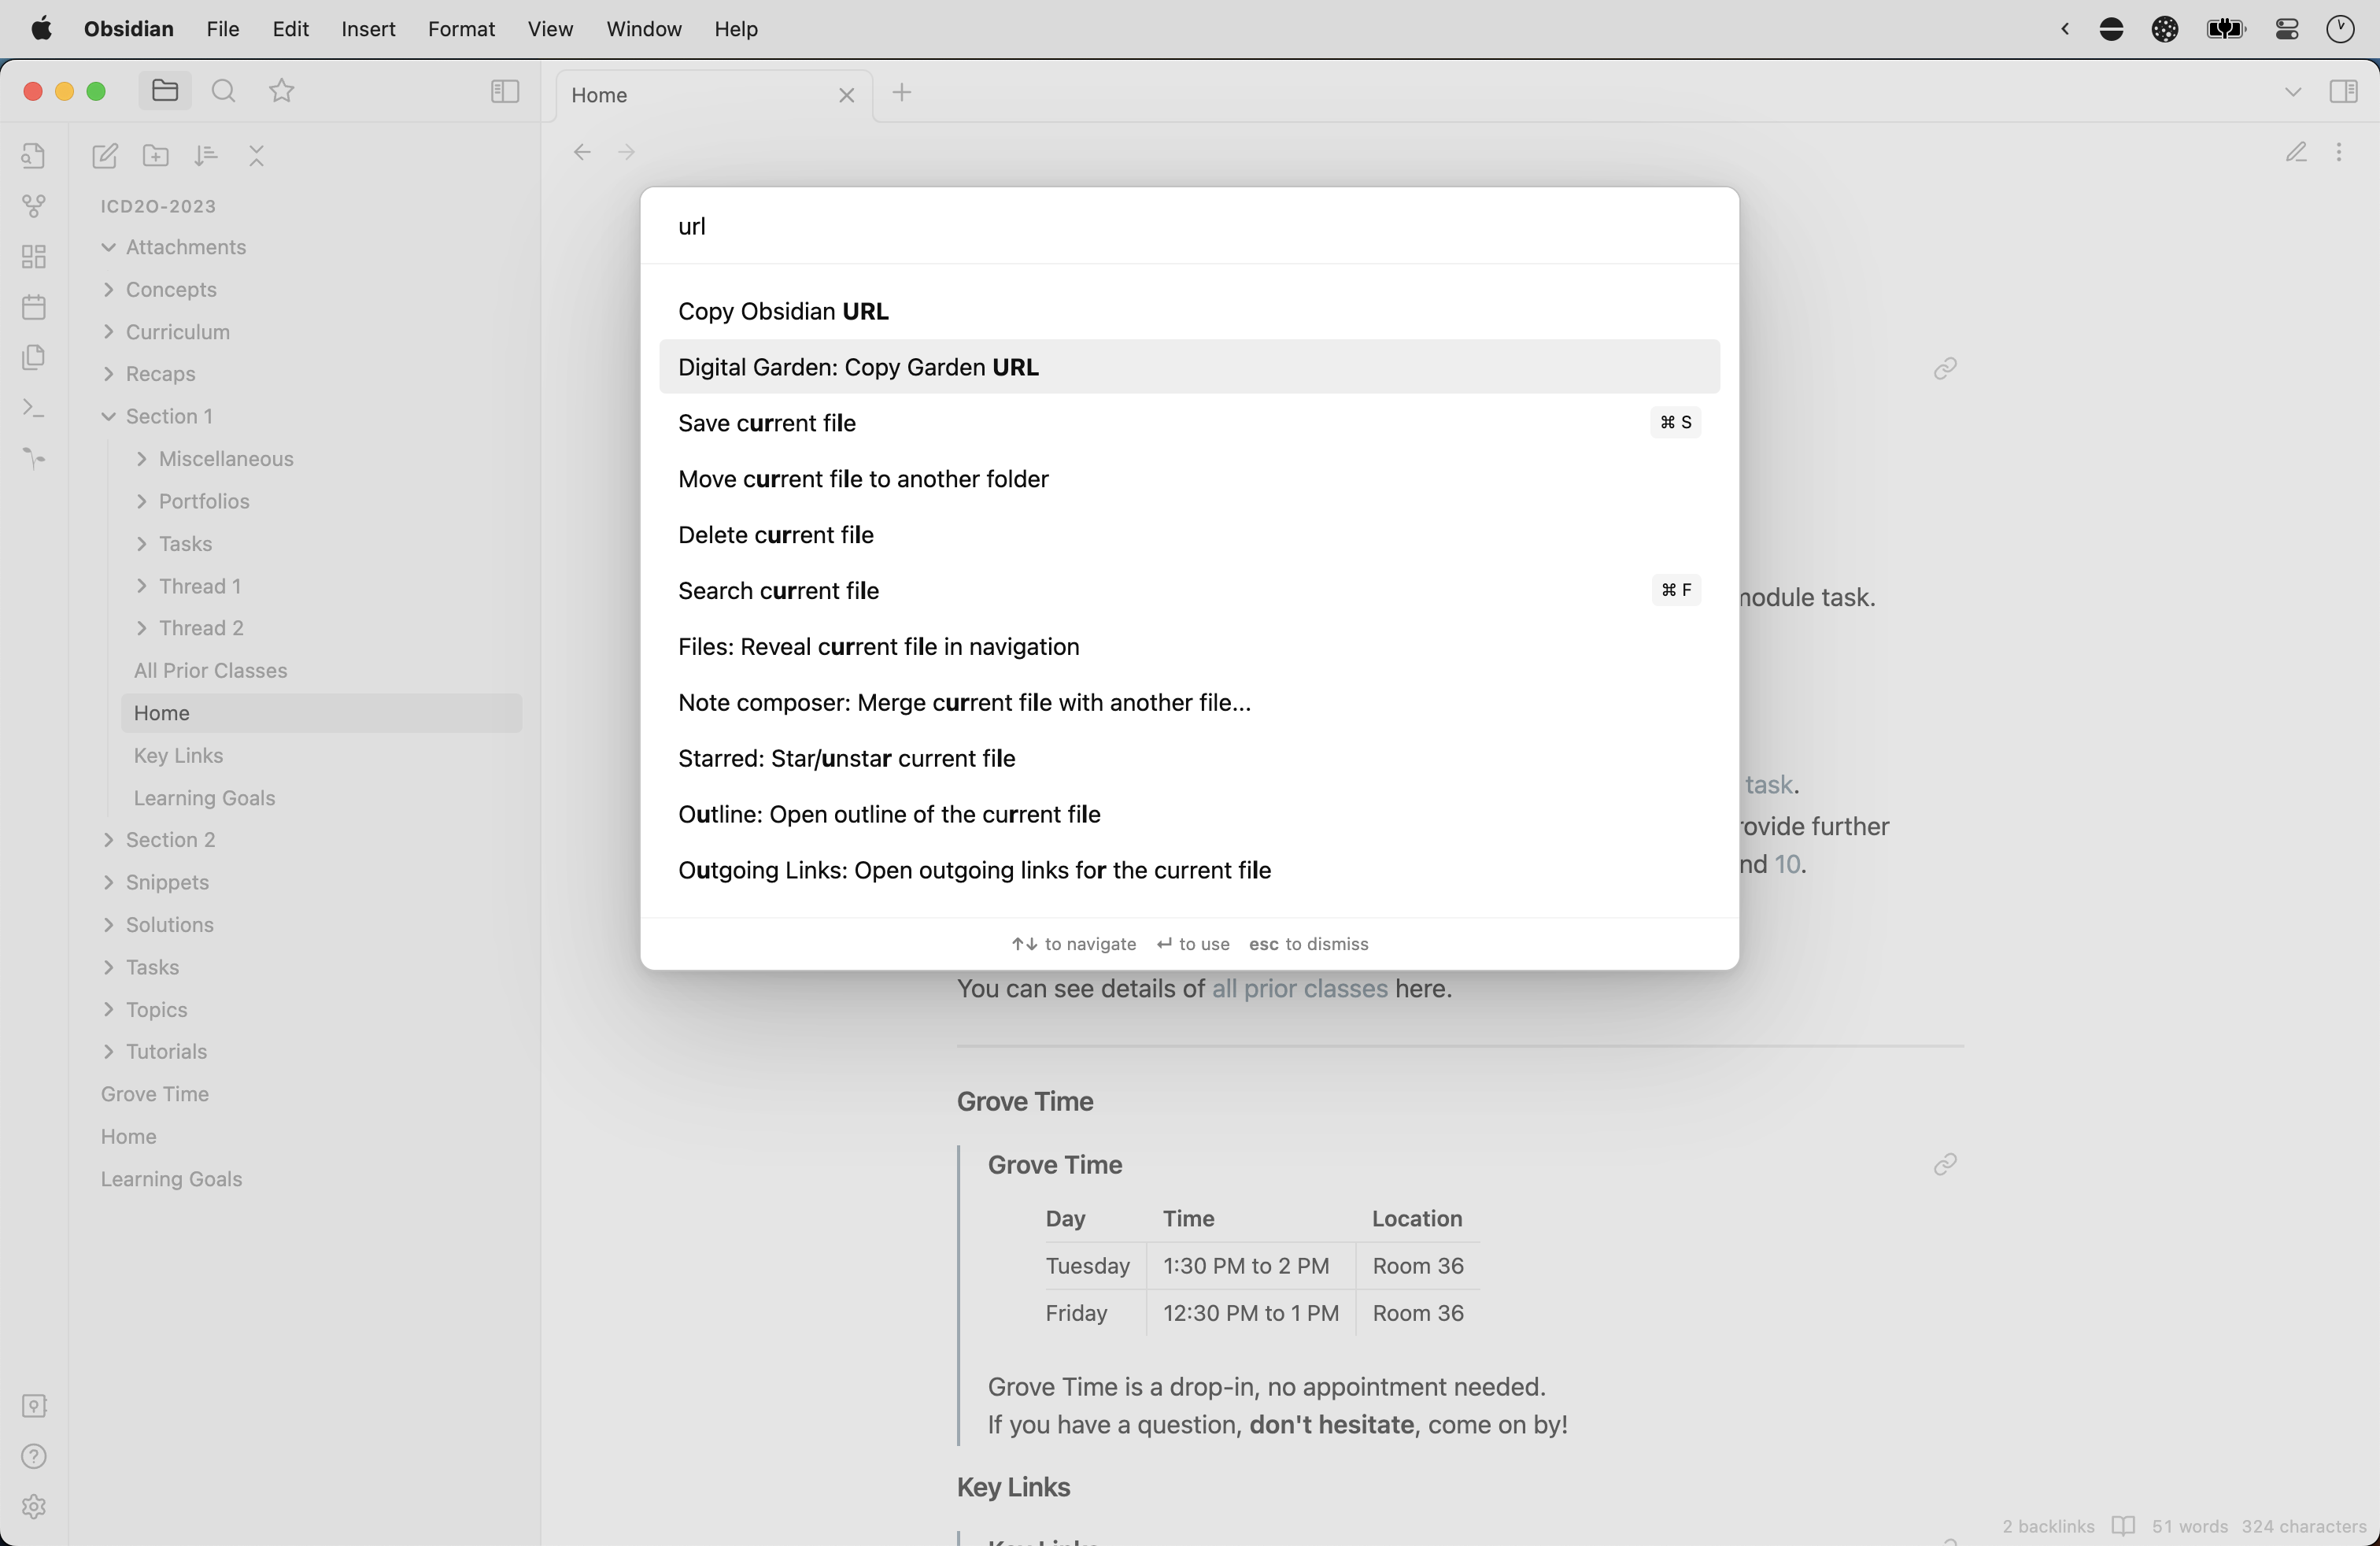 Obsidian File Edit Insert Format View Window Help
Home
ICD2O-2023
Attachments
Concepts
Curriculum
Recaps
Section 1
Miscellaneous
Portfolios
Tasks
Thread 1
Thread 2
All Prior Classes
Home
Key Links
Learning Goals
Section 2
Snippets
Solutions
Tasks
Topics
Tutorials
Grove Time
Home
Learning Goals
url
Copy Obsidian URL
Digital Garden: Copy Garden URL
Save current file ⌘ S
Move current file to another folder
Delete current file
Search current file ⌘ F
Files: Reveal current file in navigation
Note composer: Merge current file with another file...
Starred: Star/unstar current file
Outline: Open outline of the current file
Outgoing Links: Open outgoing links for the current file
↑↓ to navigate ↵ to use esc to dismiss
task.
task.
further
10.
You can see details of all prior classes here.
Grove Time
Grove Time
Day Time Location
Tuesday 1:30 PM to 2 PM Room 36
Friday 12:30 PM to 1 PM Room 36
Grove Time is a drop-in, no appointment needed.
If you have a question, don't hesitate, come on by!
Key Links
2 backlinks 51 words 324 characters